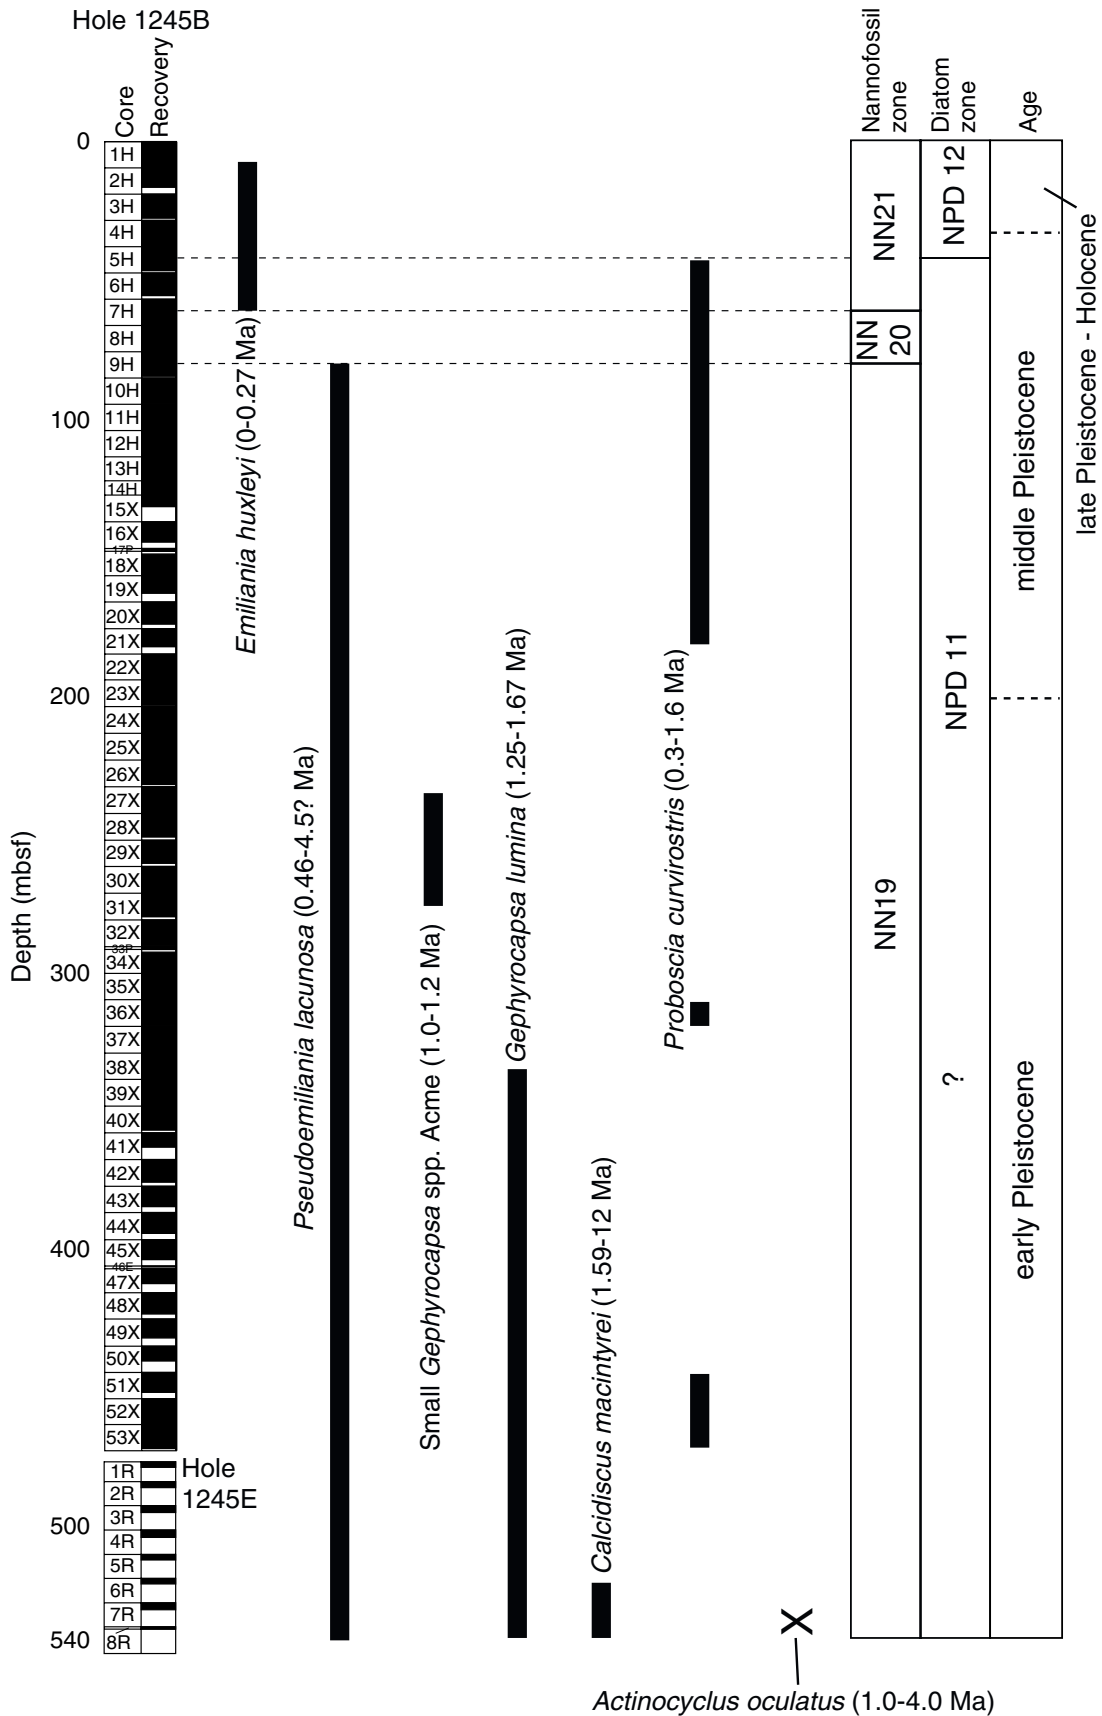 Hole 1245B
Core
Recovery
Nannofossil
zone
Diatom
zone
Age
Depth (mbsf)
0
100
200
300
400
500
540
1H
2H
3H
4H
5H
6H
7H
8H
9H
10H
11H
12H
13H
14H
15X
16X
17P
18X
19X
20X
21X
22X
23X
24X
25X
26X
27X
28X
29X
30X
31X
32X
33P
34X
35X
36X
37X
38X
39X
40X
41X
42X
43X
44X
45X
46E
47X
48X
49X
50X
51X
52X
53X
Hole
1245E
1R
2R
3R
4R
5R
6R
7R
8R
Emiliania huxleyi (0-0.27 Ma)
Pseudoemiliania lacunosa (0.46-4.5? Ma)
Small Gephyrocapsa spp. Acme (1.0-1.2 Ma)
Gephyrocapsa lumina (1.25-1.67 Ma)
Calcidiscus macintyrei (1.59-12 Ma)
Proboscia curvirostris (0.3-1.6 Ma)
X
Actinocyclus oculatus (1.0-4.0 Ma)
NN21
NN
20
NN19
NPD 12
NPD 11
?
late Pleistocene - Holocene
middle Pleistocene
early Pleistocene